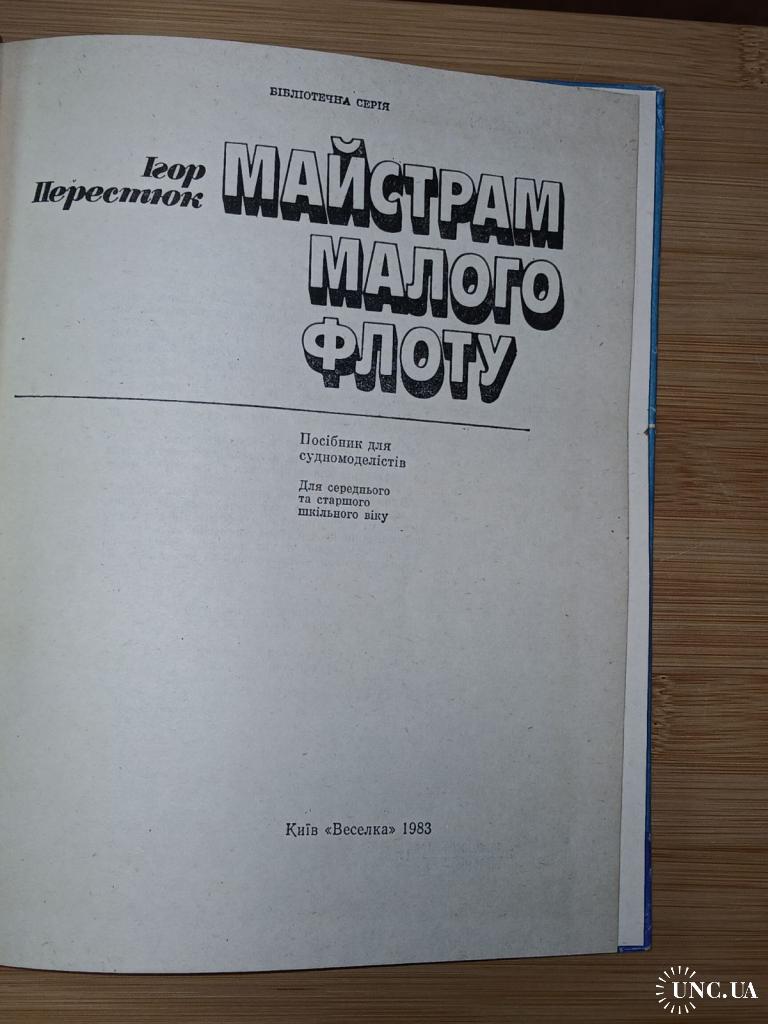 БІБЛІОТЕЧНА СЕРІЯ
Ігор
Перестюк
МАЙСТРАМ
МАЛОГО
ФЛОТУ
Посібник для
судномоделістів
Для середнього
та старшого
шкільного віку
Київ «Веселка» 1983
UNC.UA